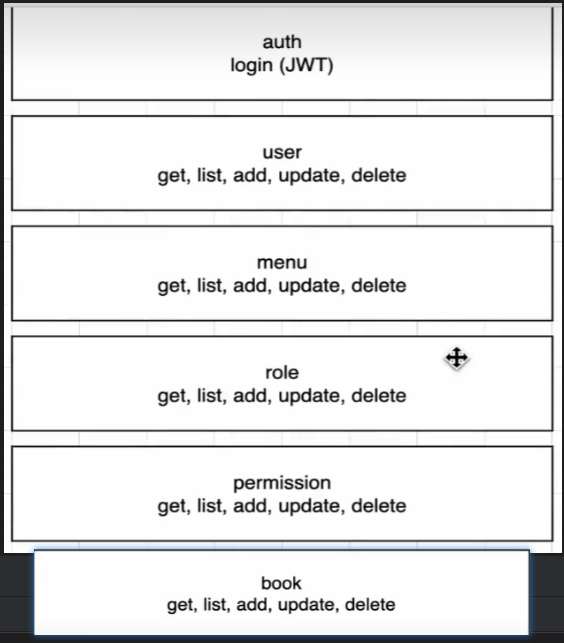 auth
login (JWT)
user
get, list, add, update, delete
menu
get, list, add, update, delete
role
get, list, add, update, delete
permission
get, list, add, update, delete
book
get, list, add, update, delete